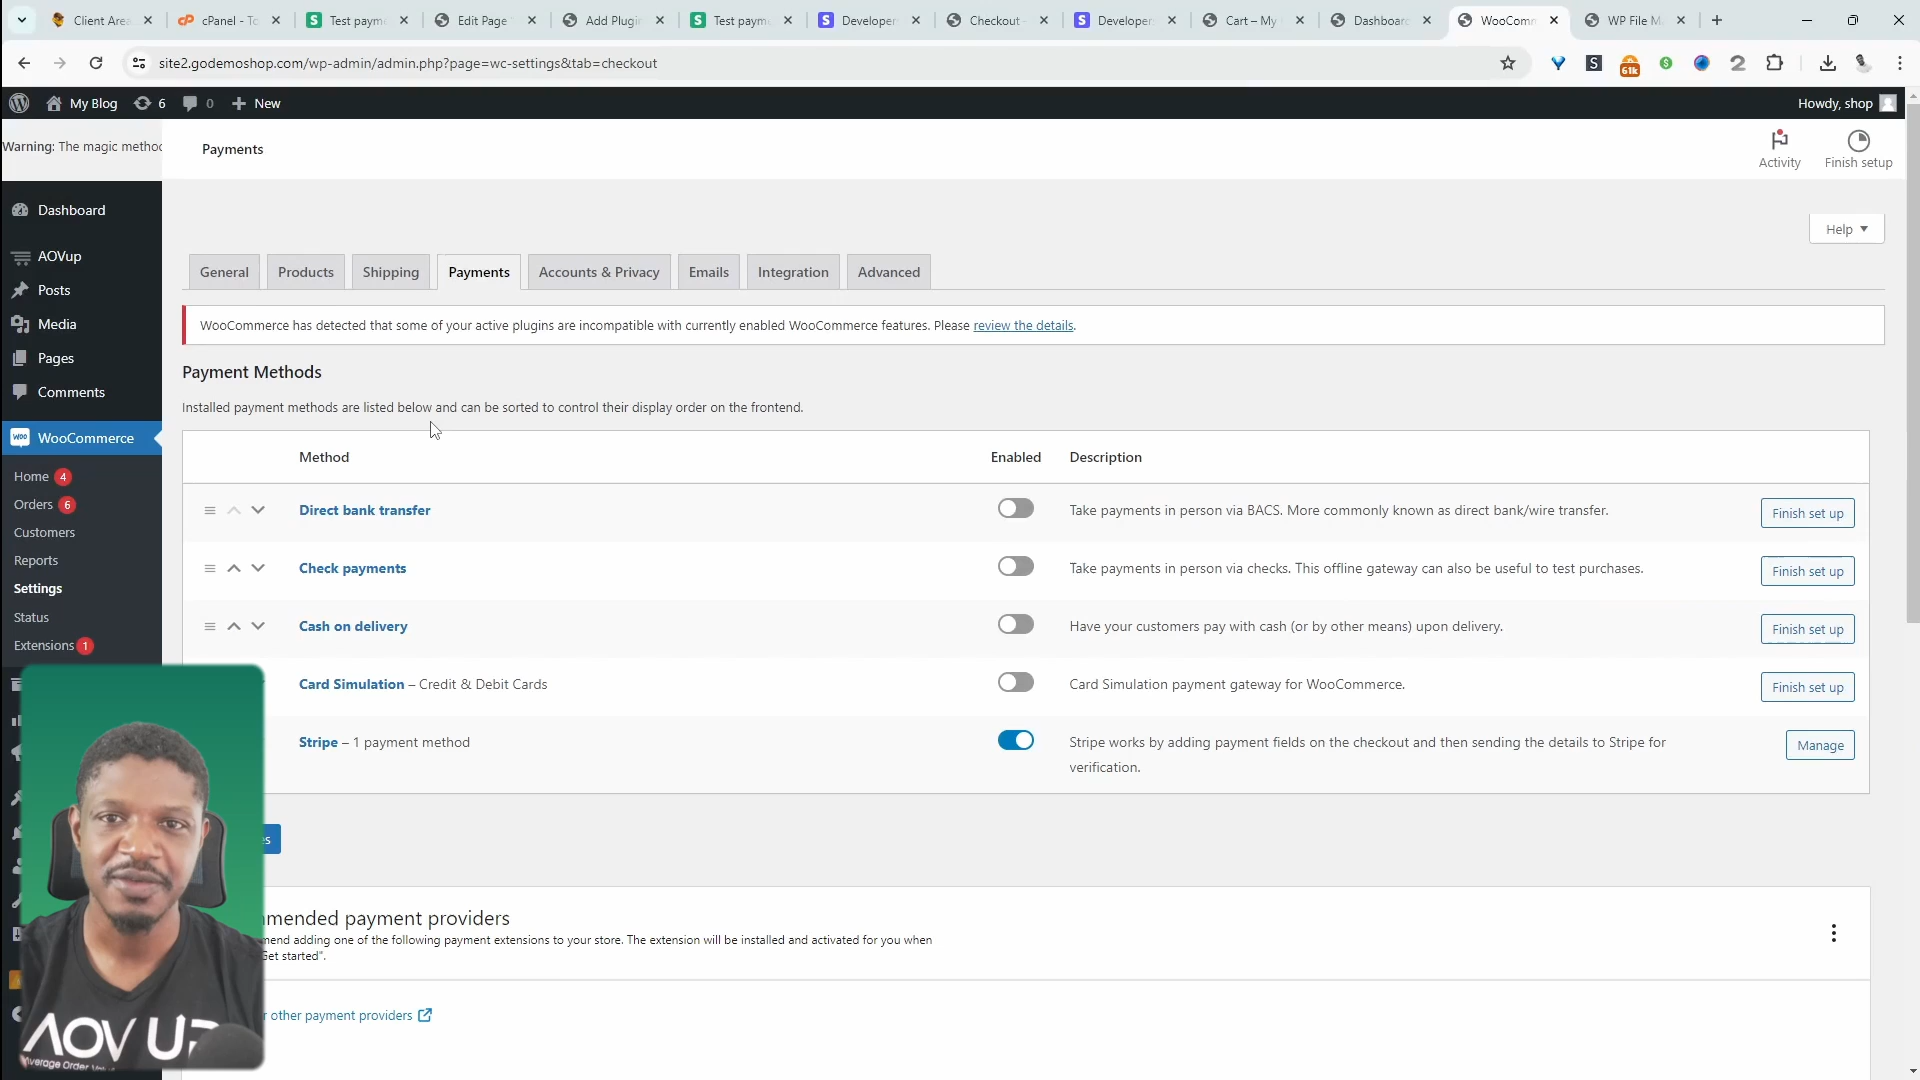 Client Area
cPanel - To
Test paym
Edit Page
Add Plugin
Test paym
Developer
Checkout -
Developer
Cart – My
Dashboard
WooComm
WP File M
site2.godemoshop.com/wp-admin/admin.php?page=wc-settings&tab=checkout
61k
My Blog 6 0 New Howdy, shop
Warning: The magic method
Payments
Activity
Finish setup
Help
Dashboard
AOVup
Posts
Media
Pages
Comments
WooCommerce
Home 4
Orders 6
Customers
Reports
Settings
Status
Extensions 1
General Products Shipping Payments Accounts & Privacy Emails Integration Advanced
WooCommerce has detected that some of your active plugins are incompatible with currently enabled WooCommerce features. Please review the details.
Payment Methods
Installed payment methods are listed below and can be sorted to control their display order on the frontend.
Method Enabled Description
Direct bank transfer Take payments in person via BACS. More commonly known as direct bank/wire transfer. Finish set up
Check payments Take payments in person via checks. This offline gateway can also be useful to test purchases. Finish set up
Cash on delivery Have your customers pay with cash (or by other means) upon delivery. Finish set up
Card Simulation – Credit & Debit Cards Card Simulation payment gateway for WooCommerce. Finish set up
Stripe – 1 payment method Stripe works by adding payment fields on the checkout and then sending the details to Stripe for Manage
verification.
es
mmended payment providers
mend adding one of the following payment extensions to your store. The extension will be installed and activated for you when
Get started".
r other payment providers
AOV UP